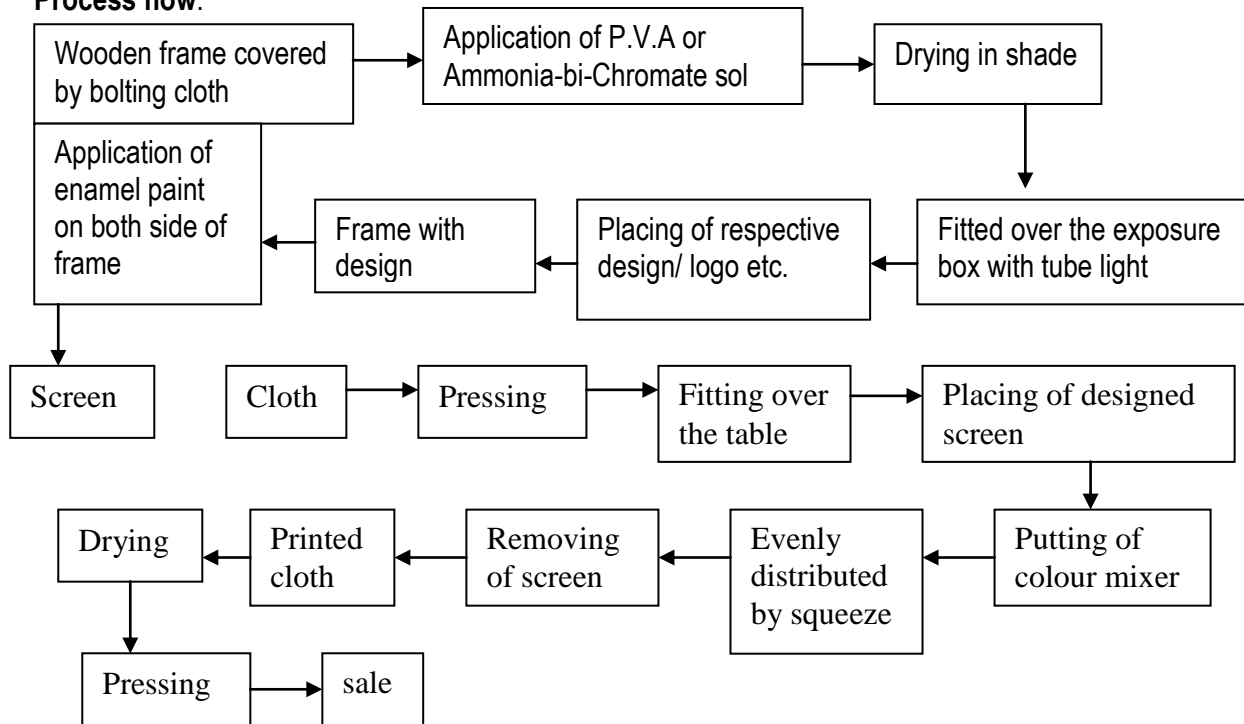 Process flow:
Wooden frame covered
by bolting cloth
Application of P.V.A or
Ammonia-bi-Chromate sol
Drying in shade
Fitted over the exposure
box with tube light
Placing of respective
design/ logo etc.
Frame with
design
Application of
enamel paint
on both side of
frame
Screen
Cloth
Pressing
Fitting over
the table
Placing of designed
screen
Putting of
colour mixer
Evenly
distributed
by squeeze
Removing
of screen
Printed
cloth
Drying
Pressing
sale